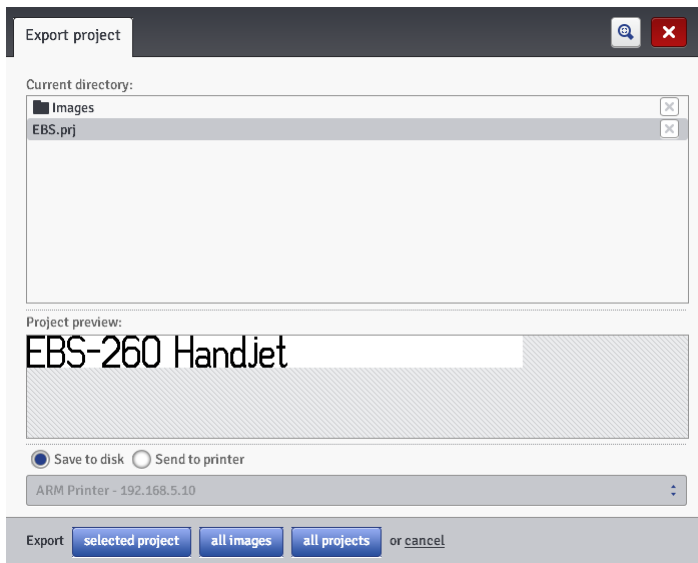 Export project
Current directory:
Images
EBS.prj
Project preview:
EBS-260 HandJet
Save to disk Send to printer
ARM Printer - 192.168.5.10
Export selected project all images all projects or cancel